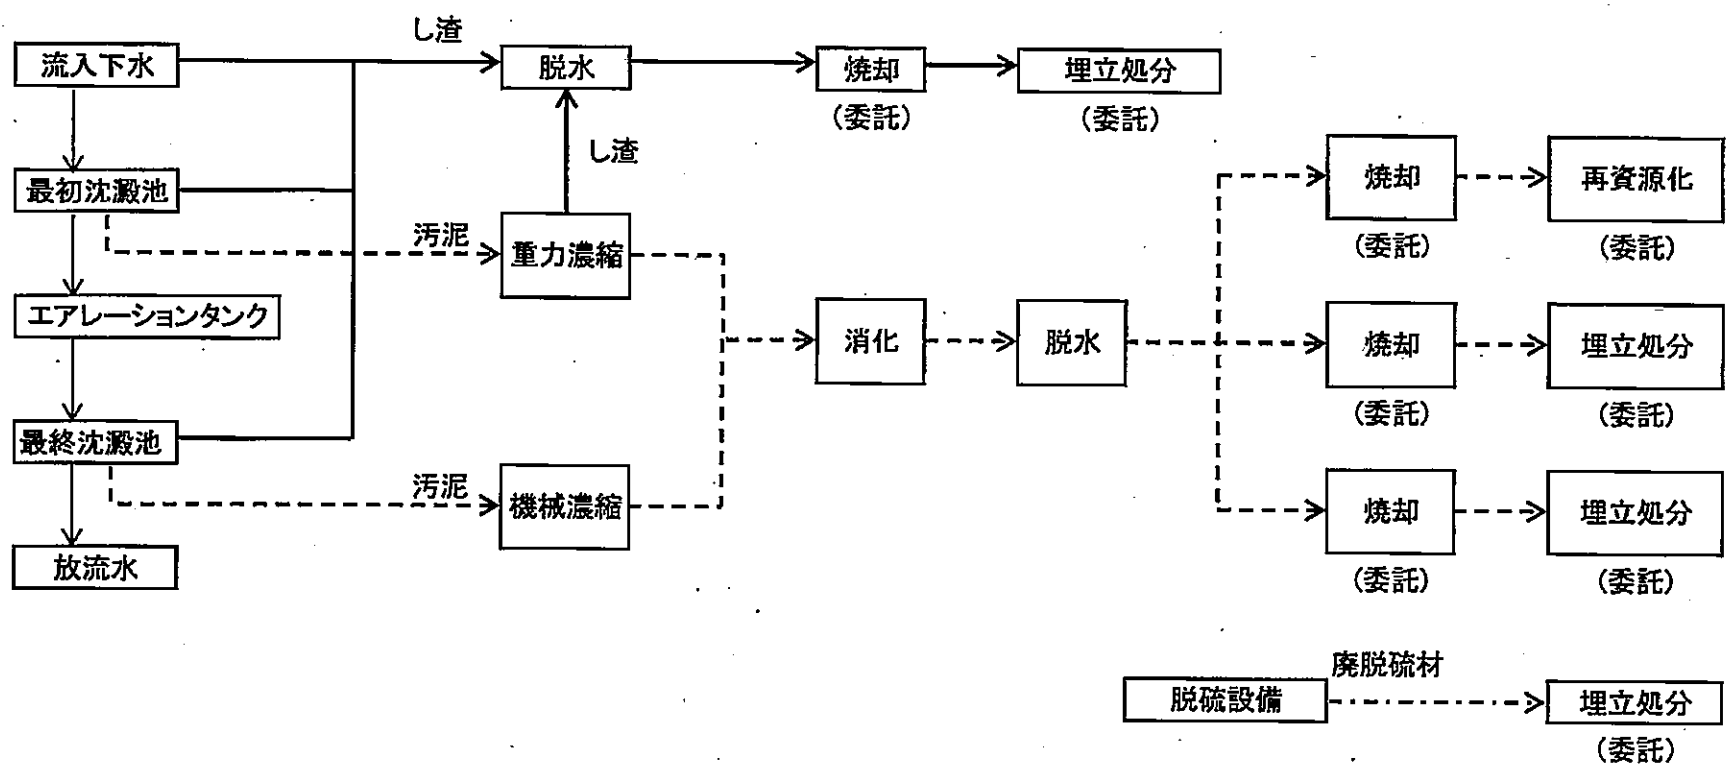 し渣
流入下水
脱水
焼却
埋立処分
(委託)
(委託)
し渣
最初沈澱池
焼却
再資源化
汚泥
重力濃縮
(委託)
(委託)
エアレーションタンク
消化
脱水
焼却
埋立処分
(委託)
(委託)
最終沈澱池
汚泥
機械濃縮
焼却
埋立処分
放流水
(委託)
(委託)
廃脱硫材
脱硫設備
埋立処分
(委託)